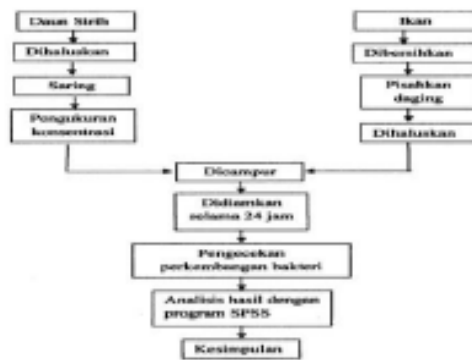 Daun Sirih
Dihaluskan
Saring
Pengukuran
konsentrasi
Ikan
Dibersihkan
Pisahkan
daging
Dihaluskan
Dicampur
Didiamkan
selama 24 jam
Pengecekan
perkembangan bakteri
Analisis hasil dengan
program SPSS
Kesimpulan